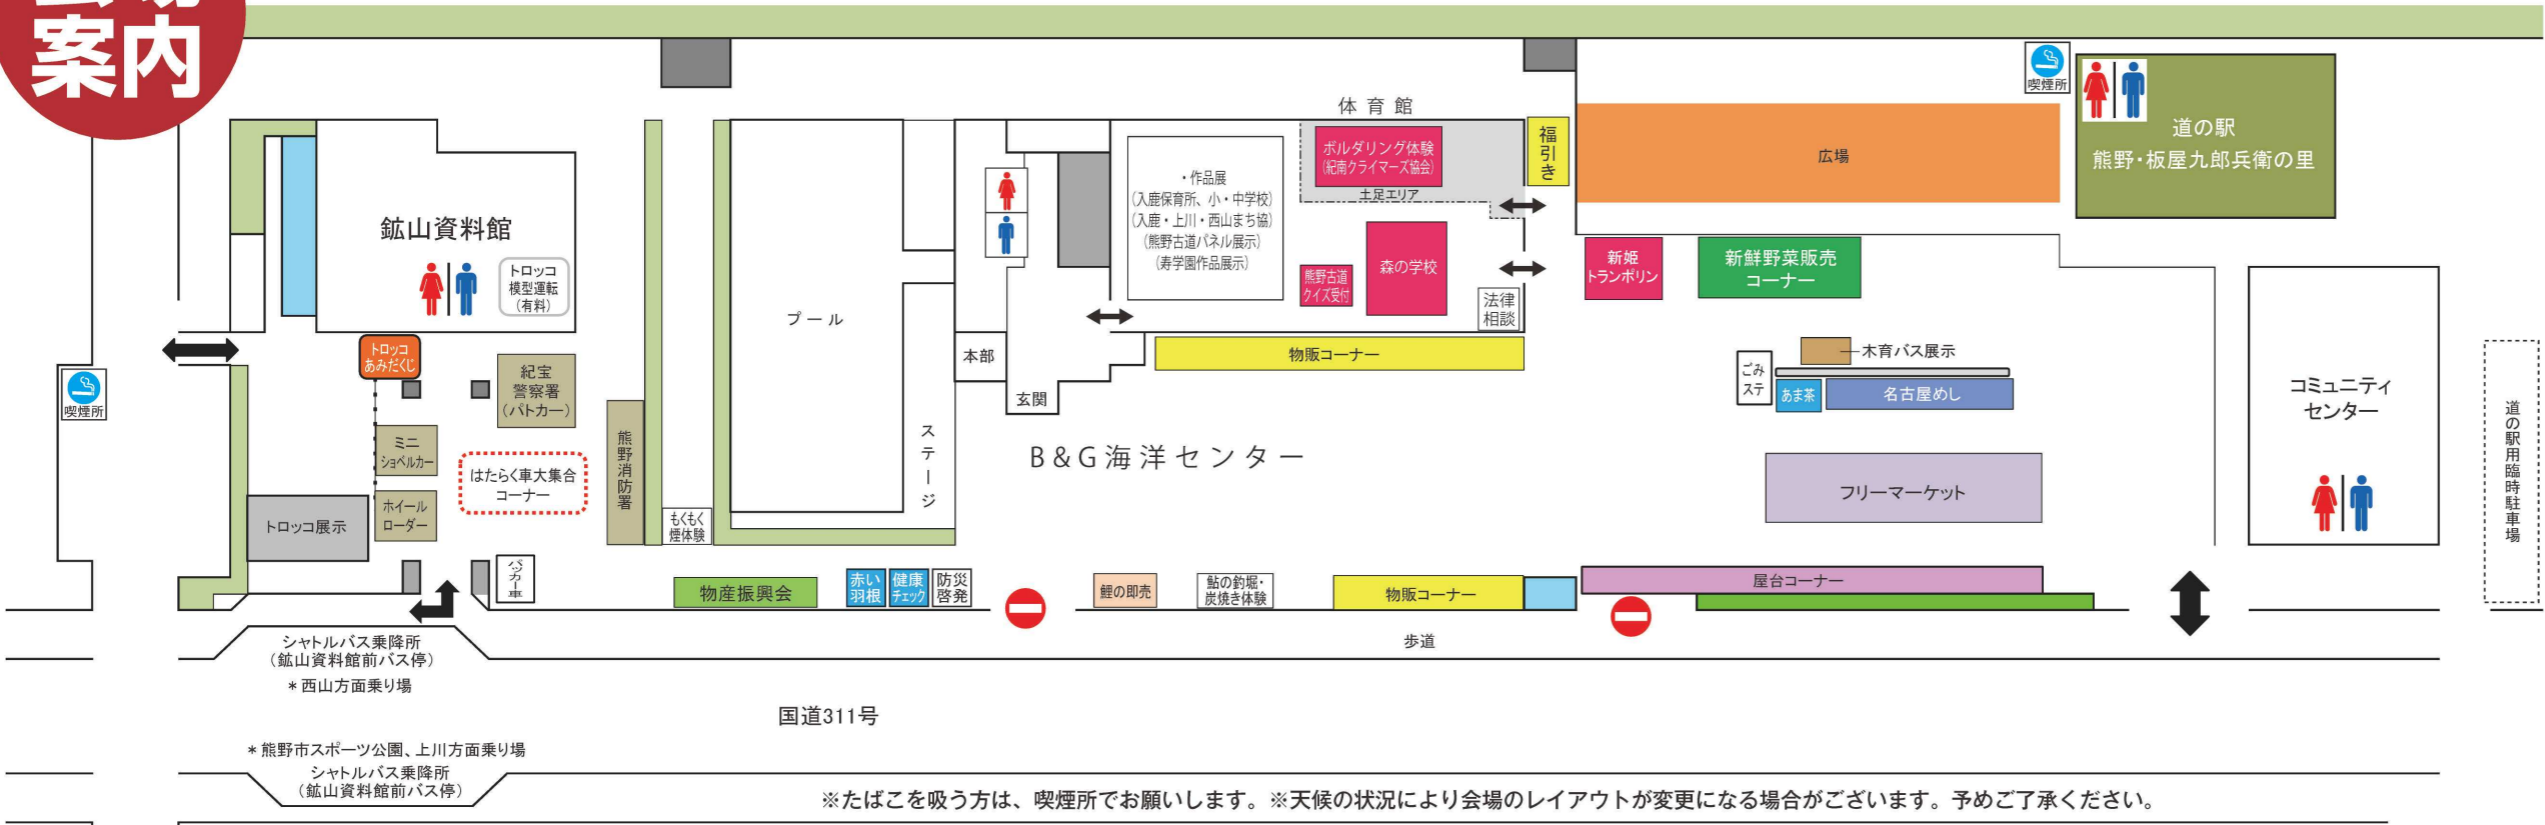 案内
喫煙所
道の駅
熊野・板屋九郎兵衛の里
広場
体育館
福引き
ボルダリング体験
(紀南クライマーズ協会)
土足エリア
・作品展
(入鹿保育所、小・中学校)
(入鹿・上川・西山まち協)
(熊野古道パネル展示)
(寿学園作品展示)
熊野古道
クイズ受付
森の学校
法律
相談
新姫
トランポリン
新鮮野菜販売
コーナー
鉱山資料館
トロッコ
模型運転
(有料)
プール
トロッコ
あみだくじ
紀宝
警察署
(パトカー)
本部
玄関
物販コーナー
木育バス展示
ごみ
ステ
あま茶
名古屋めし
コミュニティ
センター
道の駅用臨時駐車場
喫煙所
ミニ
ショベルカー
はたらく車大集合
コーナー
熊野消防署
ステージ
B&G海洋センター
フリーマーケット
トロッコ展示
ホイール
ローダー
もくもく
煙体験
パッカー車
物産振興会
赤い
羽根
健康
チェック
防災
啓発
鯉の即売
鮎の釣堀・
炭焼き体験
物販コーナー
屋台コーナー
歩道
シャトルバス乗降所
(鉱山資料館前バス停)
*西山方面乗り場
国道311号
*熊野市スポーツ公園、上川方面乗り場
シャトルバス乗降所
(鉱山資料館前バス停)
※たばこを吸う方は、喫煙所でお願いします。※天候の状況により会場のレイアウトが変更になる場合がございます。予めご了承ください。